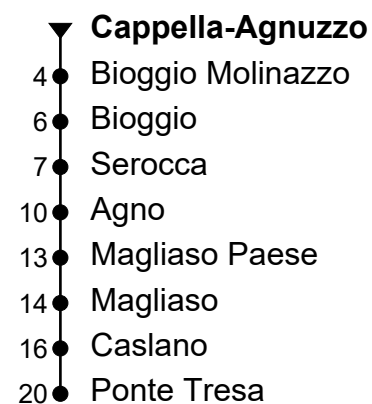 Cappella-Agnuzzo
4 Bioggio Molinazzo
6 Bioggio
7 Serocca
10 Agno
13 Magliaso Paese
14 Magliaso
16 Caslano
20 Ponte Tresa